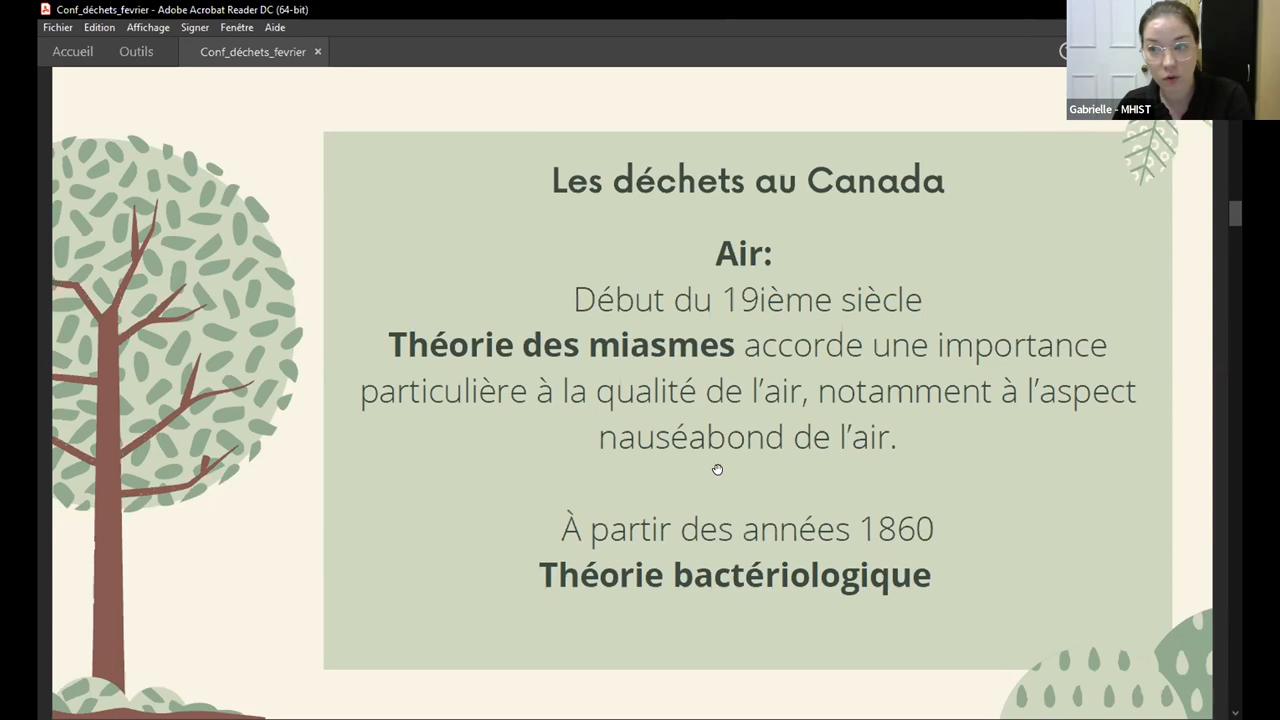 Conf_déchets_fevrier - Adobe Acrobat Reader DC (64-bit)
Fichier Edition Affichage Signer Fenêtre Aide
Accueil Outils Conf_déchets_fevrier ×
Gabrielle - MHIST
Les déchets au Canada
Air:
Début du 19ième siècle
Théorie des miasmes accorde une importance
particulière à la qualité de l’air, notamment à l’aspect
nauséabond de l’air.
À partir des années 1860
Théorie bactériologique